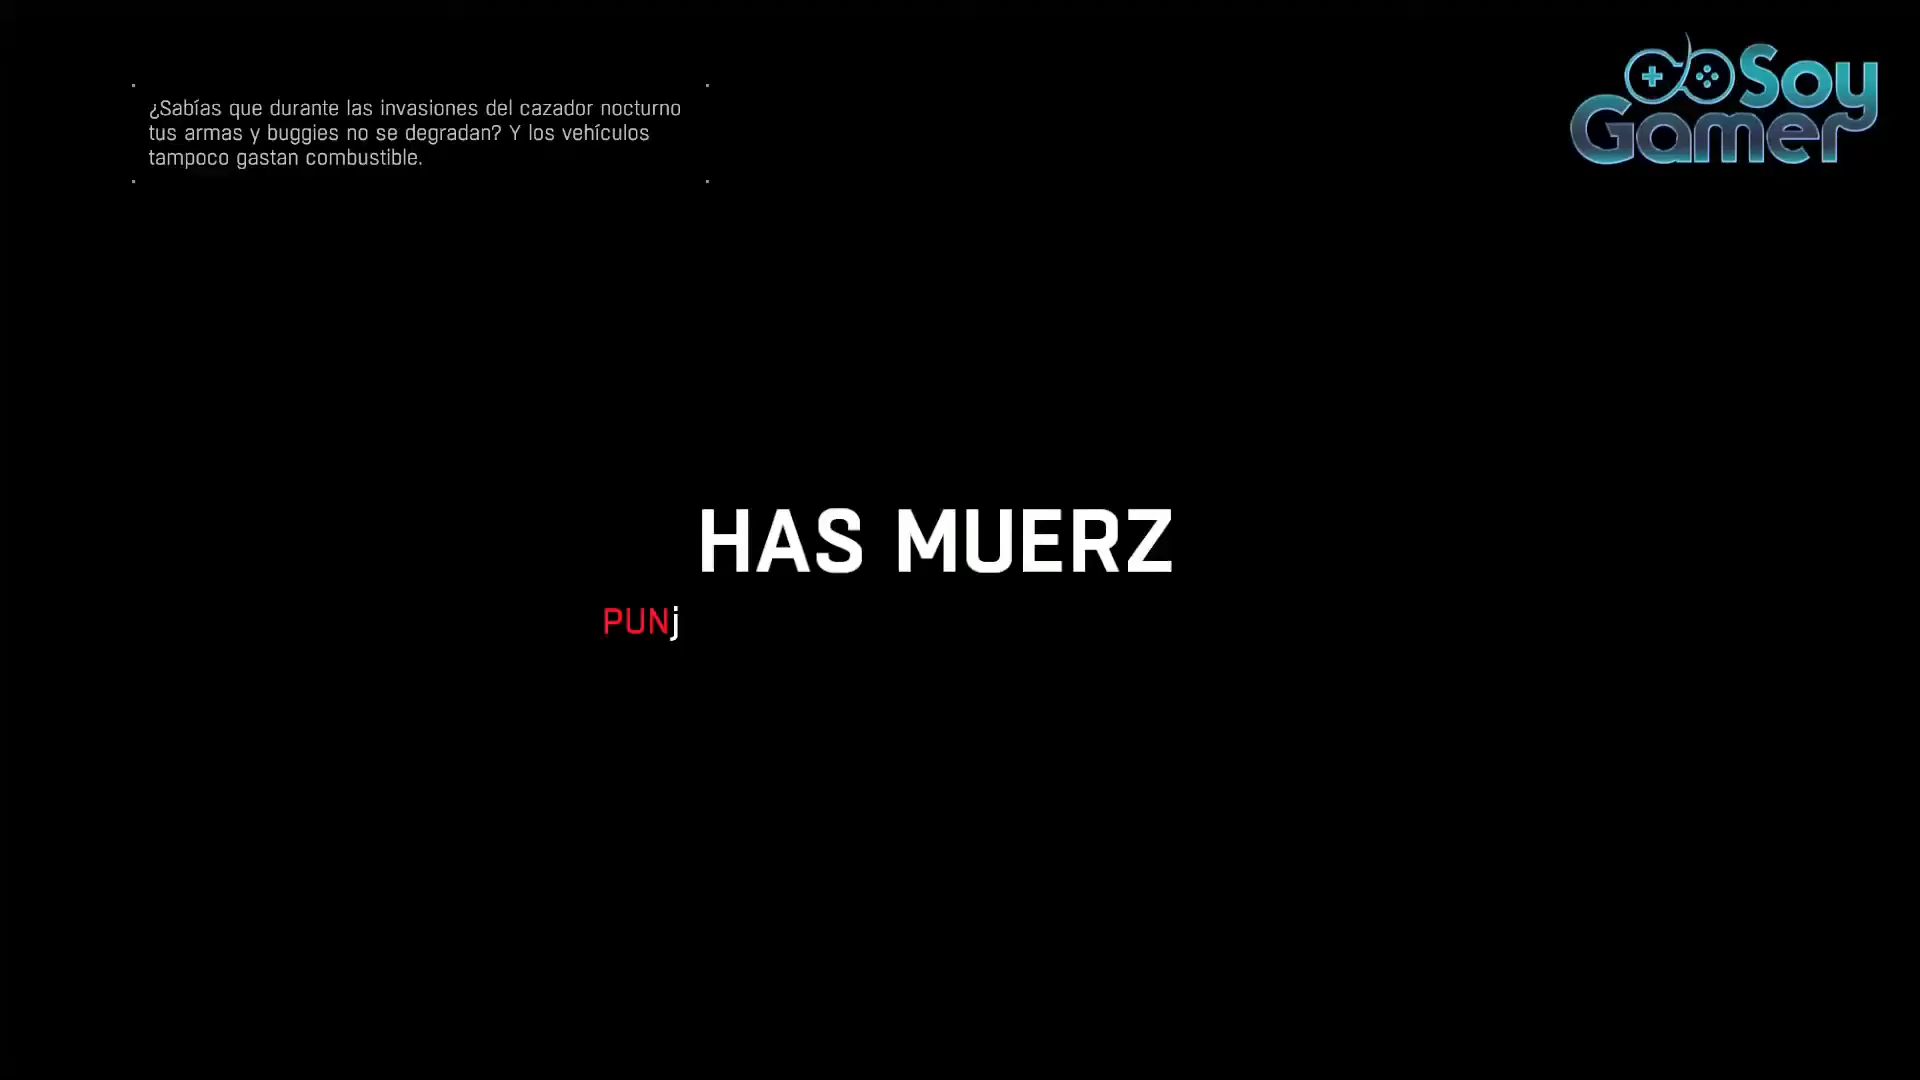 ¿Sabías que durante las invasiones del cazador nocturno
tus armas y buggies no se degradan? Y los vehículos
tampoco gastan combustible.
Soy
Gamer
HAS MUERZ
PUNj